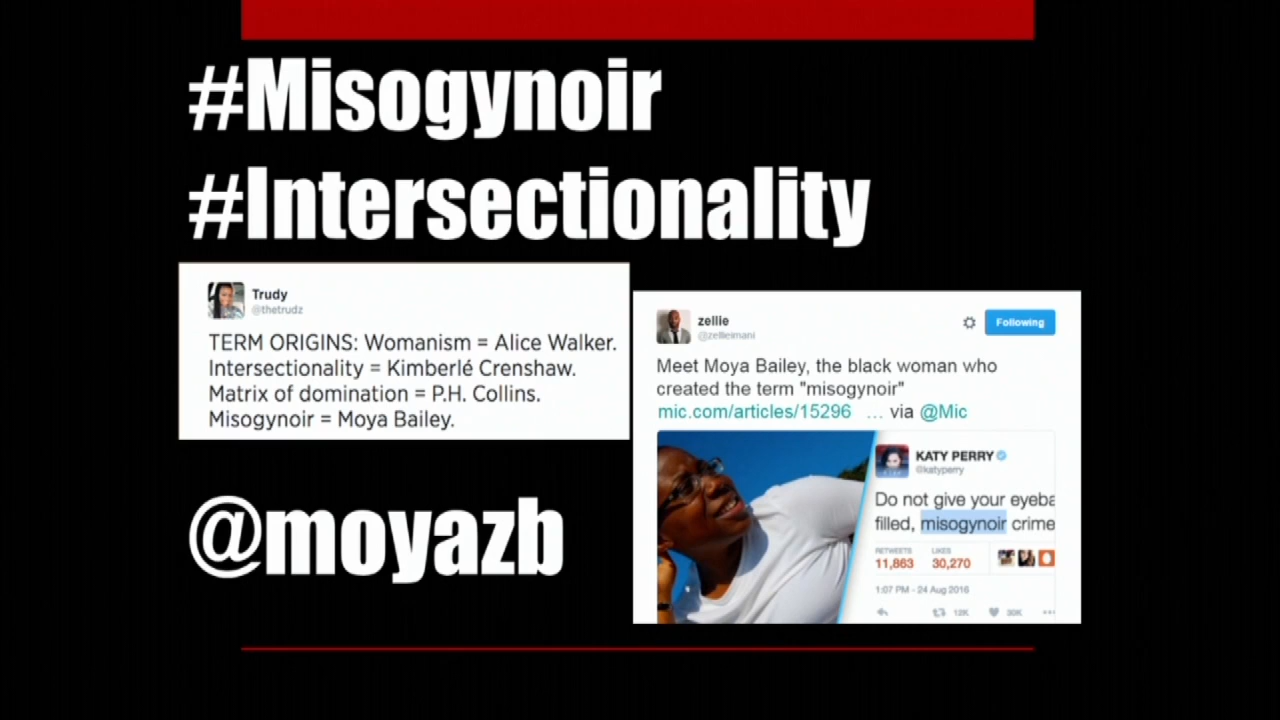 #Misogynoir
#Intersectionality
Trudy
@thetrudz
TERM ORIGINS: Womanism = Alice Walker.
Intersectionality = Kimberlé Crenshaw.
Matrix of domination = P.H. Collins.
Misogynoir = Moya Bailey.
@moyazb
zellie
@zellieimani
Following
Meet Moya Bailey, the black woman who
created the term "misogynoir"
mic.com/articles/15296 ... via @Mic
KATY PERRY
@katyperry
Do not give your eyeba
filled, misogynoir crime
RETWEETS LIKES
11,863 30,270
1:07 PM - 24 Aug 2016
12K 30K